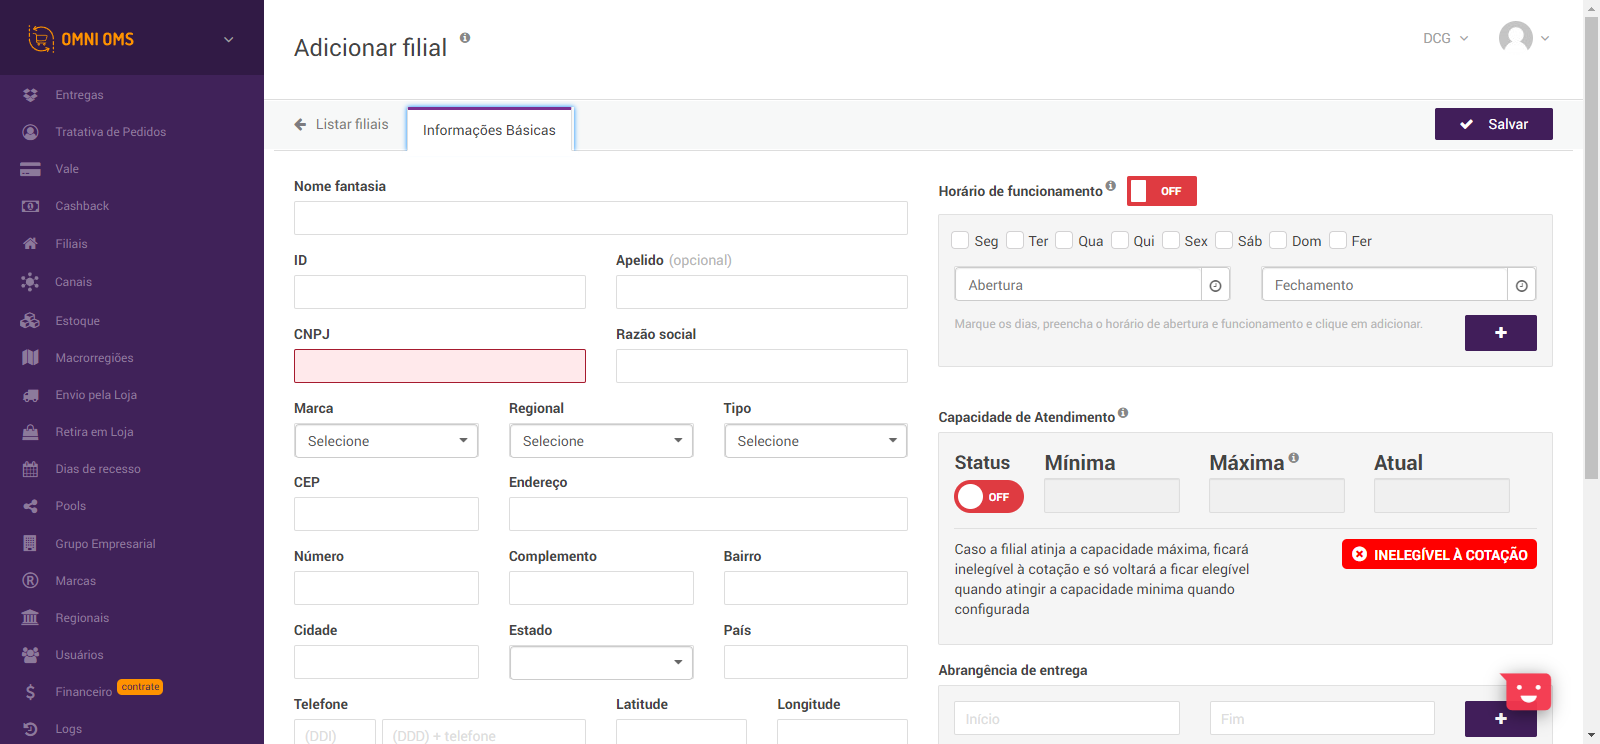 OMNI OMS
Entregas
Tratativa de Pedidos
Vale
Cashback
Filiais
Canais
Estoque
Macrorregiões
Envio pela Loja
Retira em Loja
Dias de recesso
Pools
Grupo Empresarial
Marcas
Regionais
Usuários
Financeiro contrate
Logs
Adicionar filial
DCG
Listar filiais
Informações Básicas
Salvar
Nome fantasia
ID
Apelido (opcional)
CNPJ
Razão social
Marca
Regional
Tipo
Selecione
Selecione
Selecione
CEP
Endereço
Número
Complemento
Bairro
Cidade
Estado
País
Telefone
Latitude
Longitude
(DDI)
(DDD) + telefone
Horário de funcionamento
OFF
Seg Ter Qua Qui Sex Sáb Dom Fer
Abertura
Fechamento
Marque os dias, preencha o horário de abertura e funcionamento e clique em adicionar.
+
Capacidade de Atendimento
Status
Mínima
Máxima
Atual
OFF
Caso a filial atinja a capacidade máxima, ficará
inelegível à cotação e só voltará a ficar elegível
quando atingir a capacidade minima quando
configurada
INELEGÍVEL À COTAÇÃO
Abrangência de entrega
Início
Fim
+